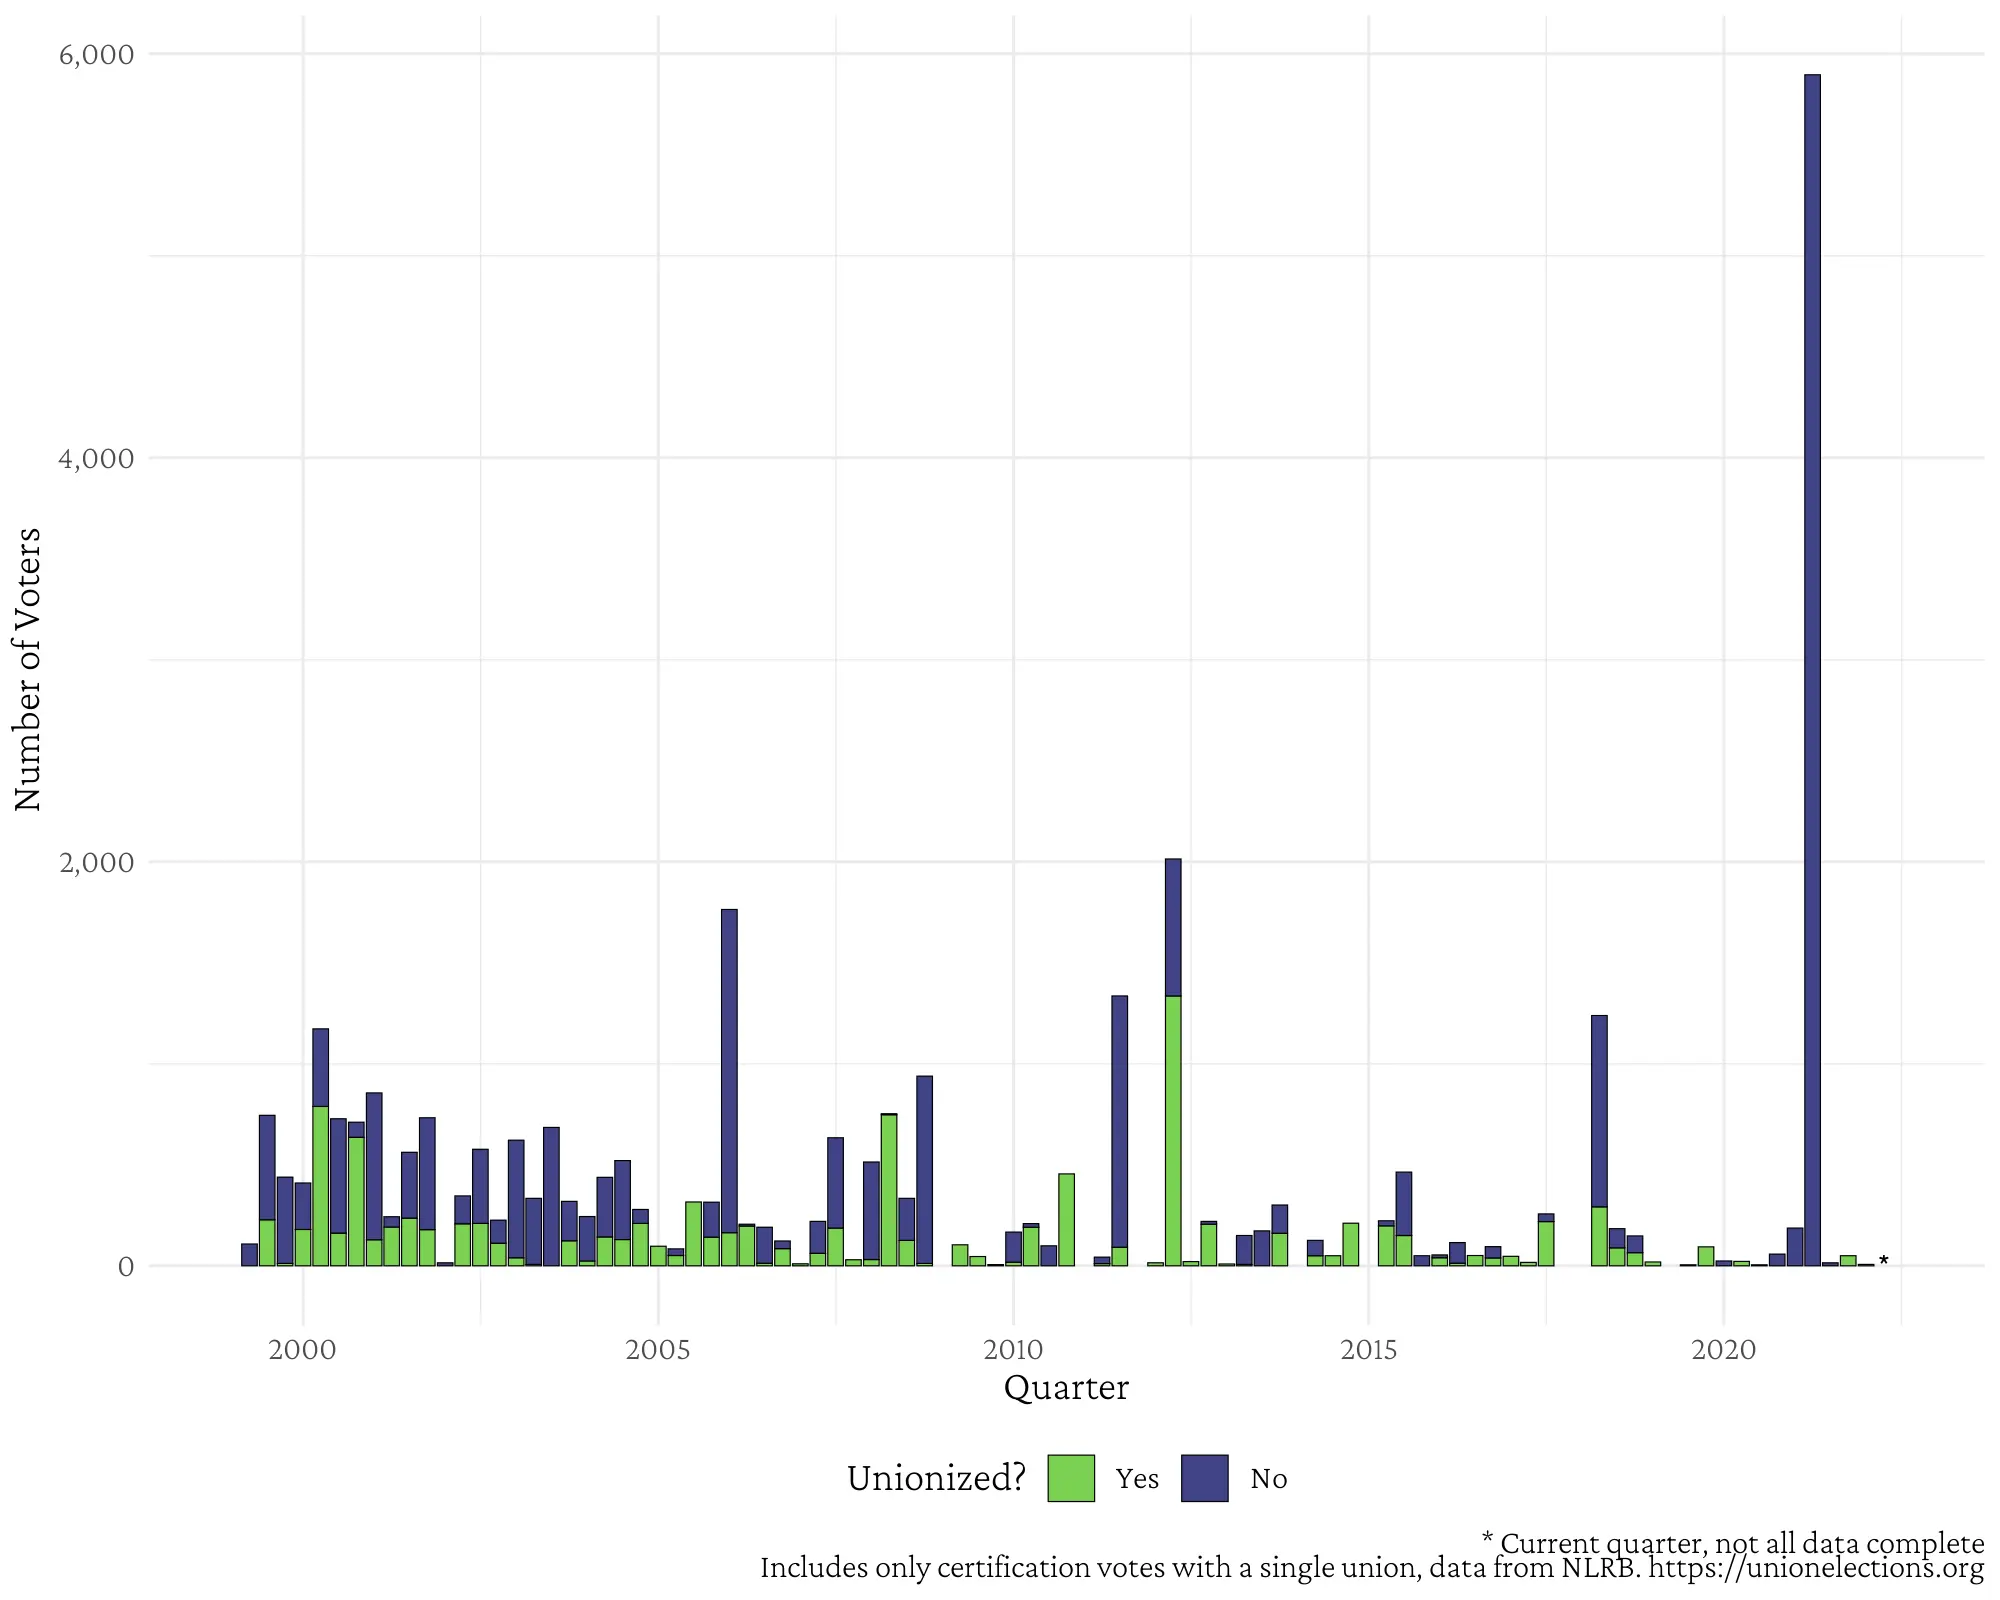 6,000
4,000
2,000
0
Number of Voters
*
2000 2005 2010 2015 2020
Quarter
Unionized? Yes No
* Current quarter, not all data complete
Includes only certification votes with a single union, data from NLRB. https://unionelections.org